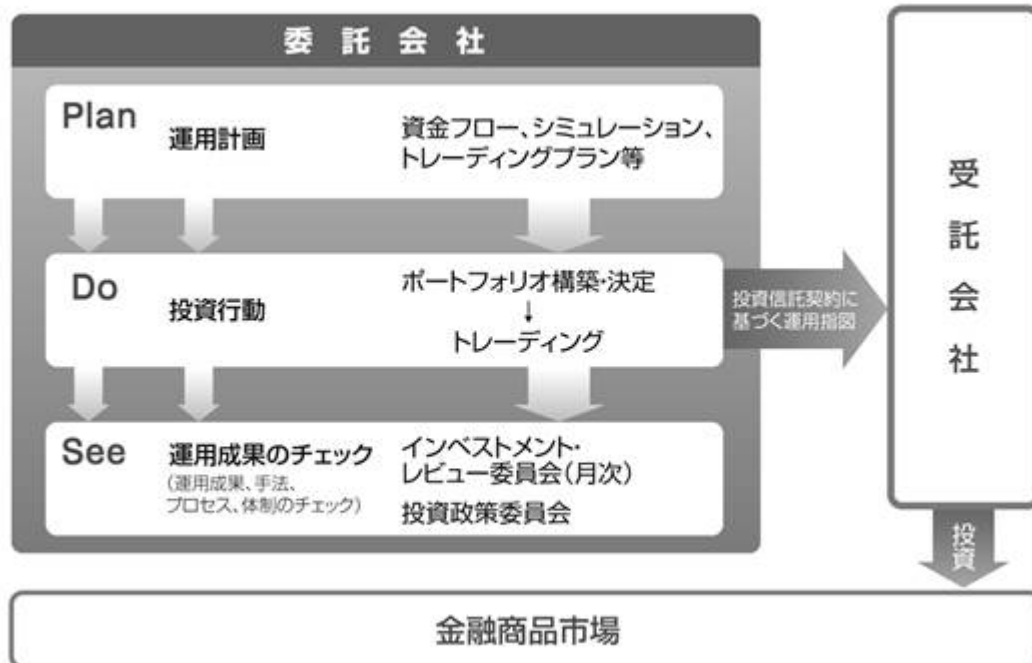 委託会社
Plan
運用計画
資金フロー、シミュレーション、
トレーディングプラン等
Do
投資行動
ポートフォリオ構築・決定
↓
トレーディング
See
運用成果のチェック
(運用成果、手法、
プロセス、体制のチェック)
インベストメント・
レビュー委員会(月次)
投資政策委員会
投資信託契約に
基づく運用指図
受託会社
投資
金融商品市場